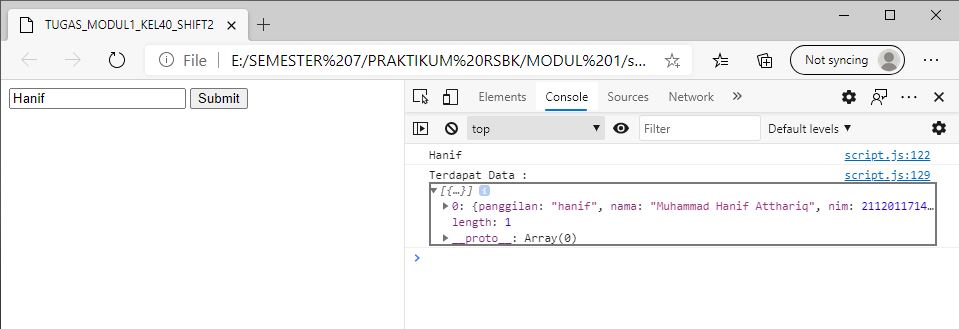 TUGAS_MODUL1_KEL40_SHIFT2
File E:/SEMESTER%207/PRAKTIKUM%20RSBK/MODUL%201/s... Not syncing
Hanif Submit
Elements Console Sources Network
top Filter Default levels
Hanif script.js:122
Terdapat Data : script.js:129
[{…}]
0: {panggilan: "hanif", nama: "Muhammad Hanif Atthariq", nim: 2112011714…
length: 1
__proto__: Array(0)